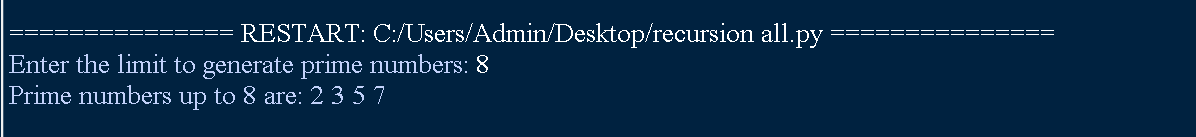 =============== RESTART: C:/Users/Admin/Desktop/recursion all.py ===============
Enter the limit to generate prime numbers: 8
Prime numbers up to 8 are: 2 3 5 7